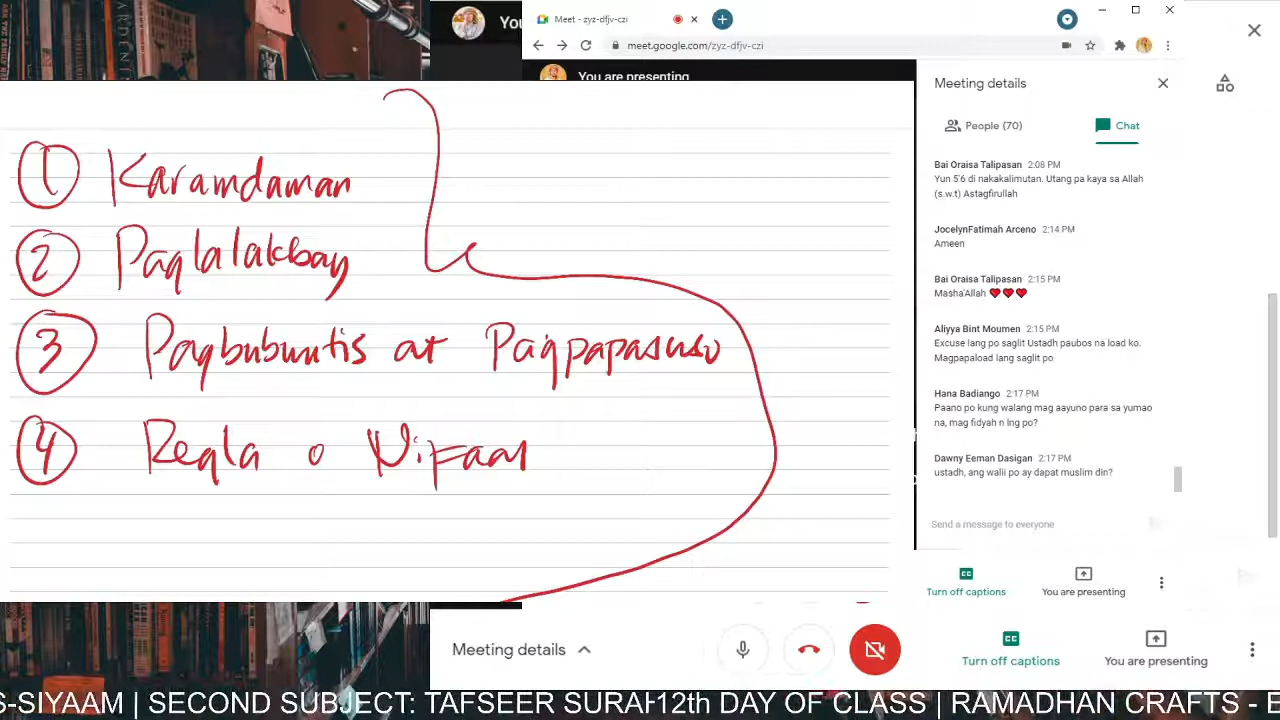 You
Meet - zyz-dfjv-czi
meet.google.com/zyz-dfjv-czi
You are presenting
1 Karamdaman
2 Paglalakbay
3 Pagbubuntis at Pagpapasuso
4 Regla o Nifaas
Meeting details
People (70)
Chat
Bai Oraisa Talipasan 2:08 PM
Yun 5'6 di nakakalimutan. Utang pa kaya sa Allah
(s.w.t) Astagfirullah
JocelynFatimah Arceno 2:14 PM
Ameen
Bai Oraisa Talipasan 2:15 PM
Masha'Allah ❤❤❤
Aliyya Bint Moumen 2:15 PM
Excuse lang po saglit Ustadh paubos na load ko.
Magpapaload lang saglit po
Hana Badiango 2:17 PM
Paano po kung walang mag aayuno para sa yumao
na, mag fidyah n lng po?
Dawny Eeman Dasigan 2:17 PM
ustadh, ang walii po ay dapat muslim din?
Send a message to everyone
Turn off captions
You are presenting
Meeting details
Turn off captions
You are presenting
S-SIYAAM | SECOND SUBJECT: TAFSEER SURAH 12th DAY OF CLASS | RAMADHAN CRAFTS - E